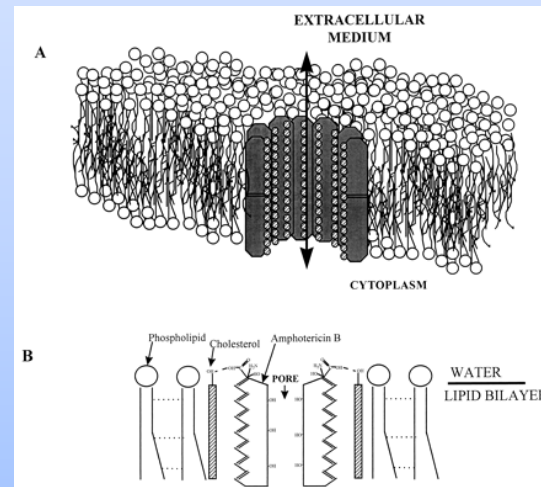 EXTRACELLULAR
MEDIUM
A
CYTOPLASM
Phospholipid
Cholesterol
Amphotericin B
B
PORE
WATER
LIPID BILAYER